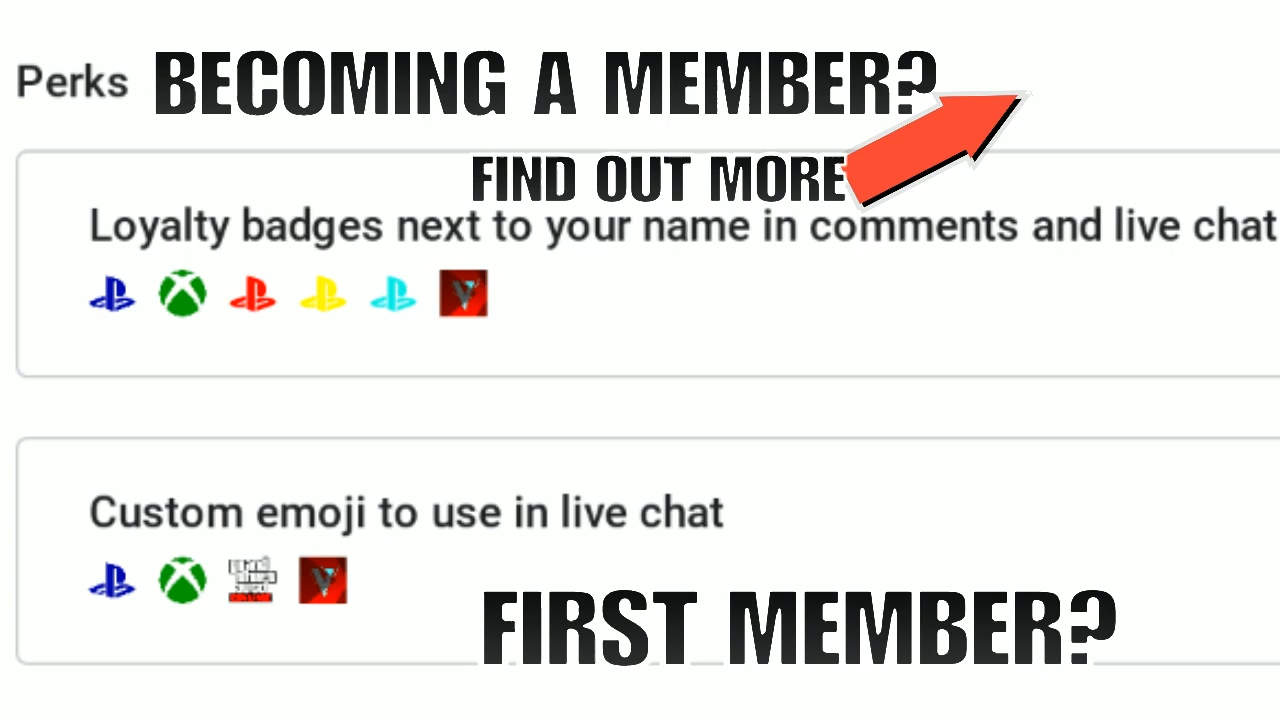 Perks
BECOMING A MEMBER?
FIND OUT MORE
Loyalty badges next to your name in comments and live chat
Custom emoji to use in live chat
FIRST MEMBER?